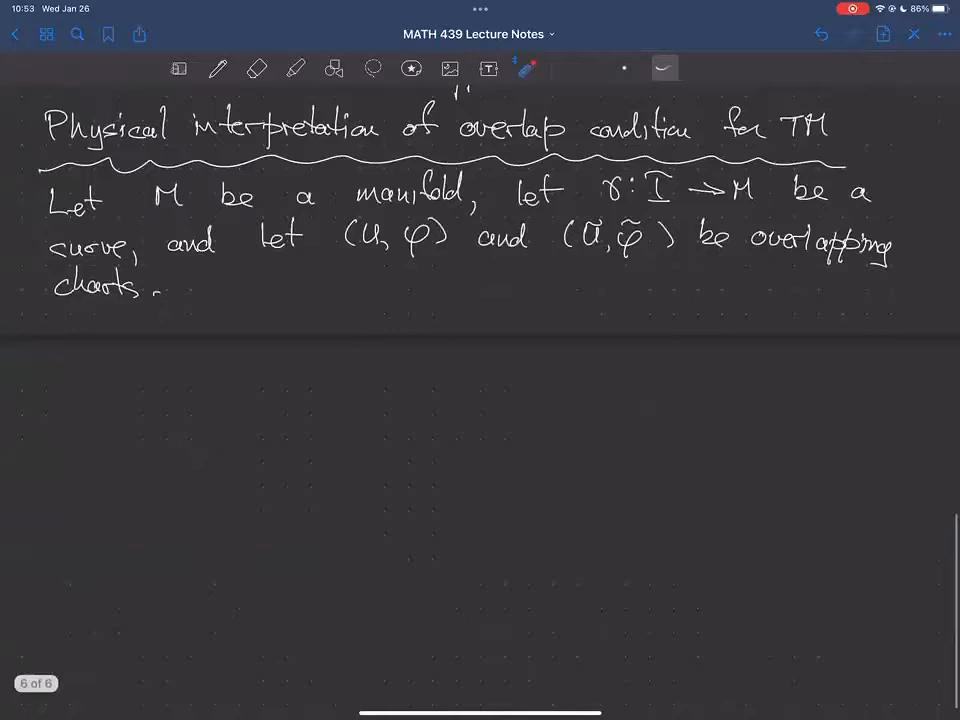 10:53 Wed Jan 26
86%
MATH 439 Lecture Notes
Physical interpretation of overlap condition for TM
Let M be a manifold, let γ: I → M be a
curve, and let (U, φ) and (Ũ, φ̃) be overlapping
charts.
6 of 6